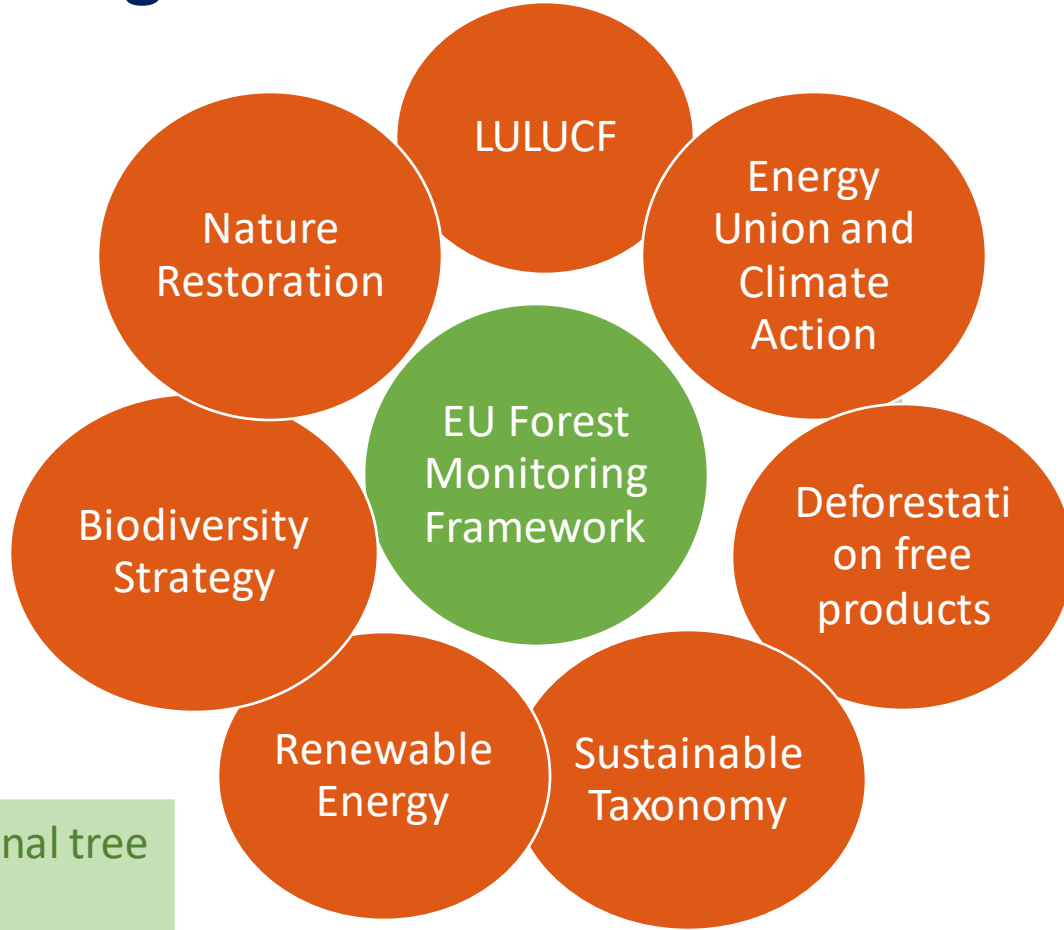 LULUCF
Energy
Union and
Climate
Action
Nature
Restoration
EU Forest
Monitoring
Framework
Deforestati
on free
products
Biodiversity
Strategy
Renewable
Energy
Sustainable
Taxonomy
nal tree